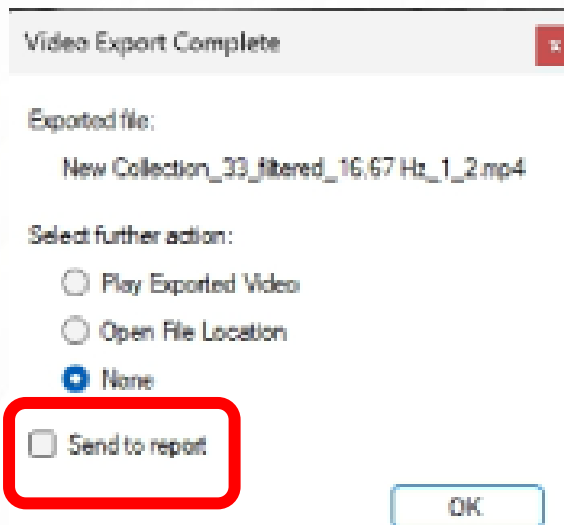 Video Export Complete
Exported file:
New Collection_33_filtered_16.67 Hz_1_2.mp4
Select further action:
Play Exported Video
Open File Location
None
Send to report
OK